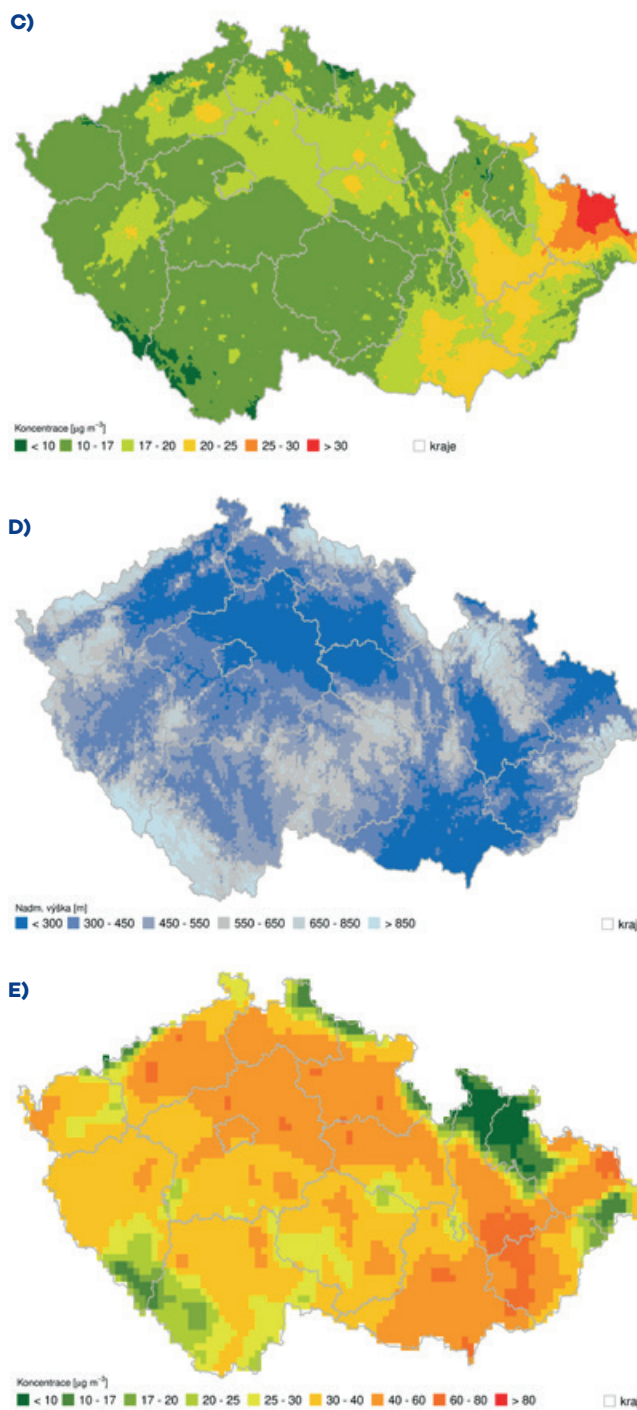 C)
Koncentrace [µg m⁻³]
< 10 10 - 17 17 - 20 20 - 25 25 - 30 > 30 kraje
D)
Nadm. výška [m]
< 300 300 - 450 450 - 550 550 - 650 650 - 850 > 850 kraj
E)
Koncentrace [µg m⁻³]
< 10 10 - 17 17 - 20 20 - 25 25 - 30 30 - 40 40 - 60 60 - 80 > 80 kraj